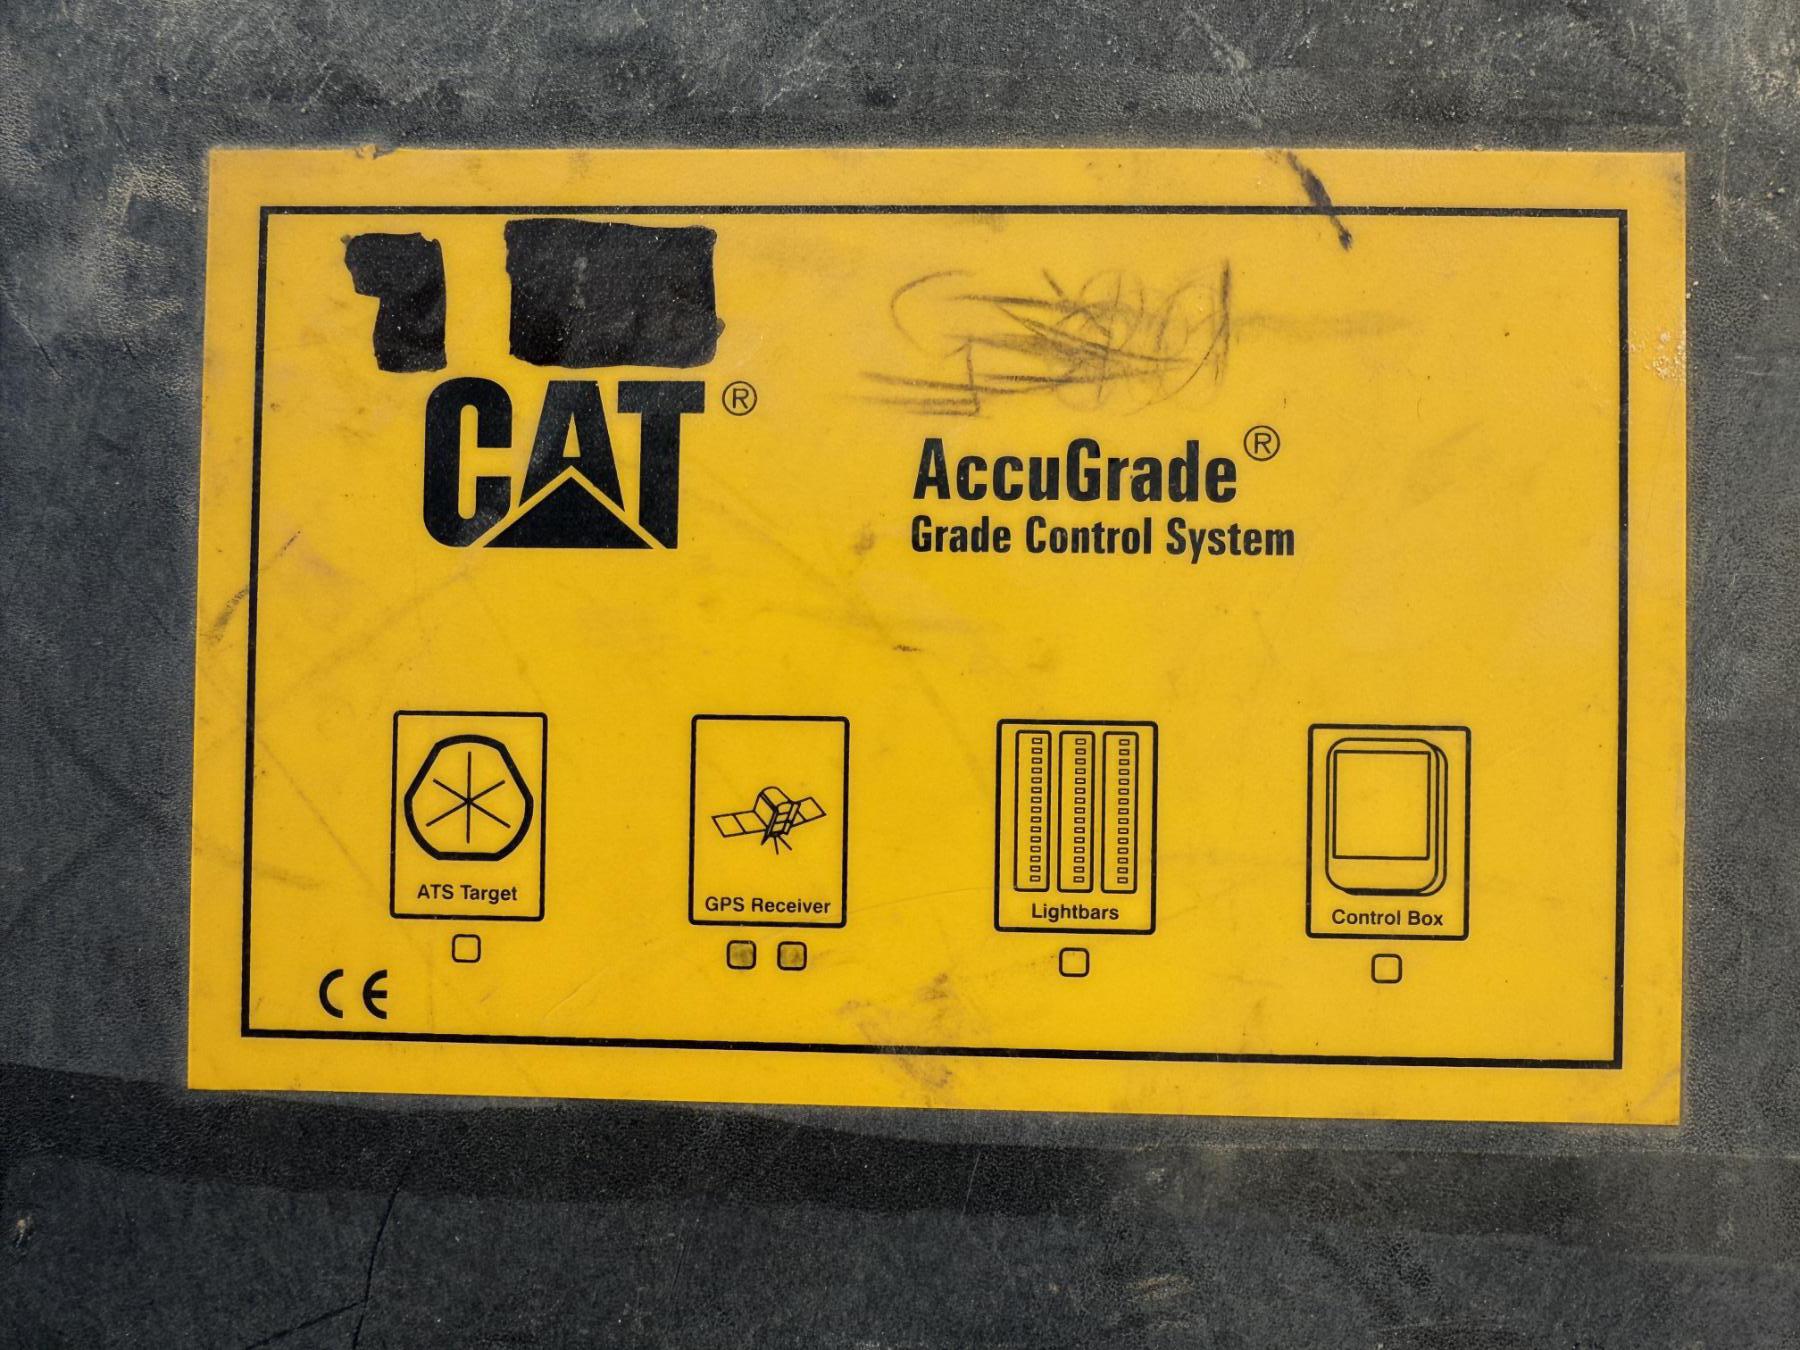 CAT®
AccuGrade®
Grade Control System
ATS Target
GPS Receiver
Lightbars
Control Box
CE